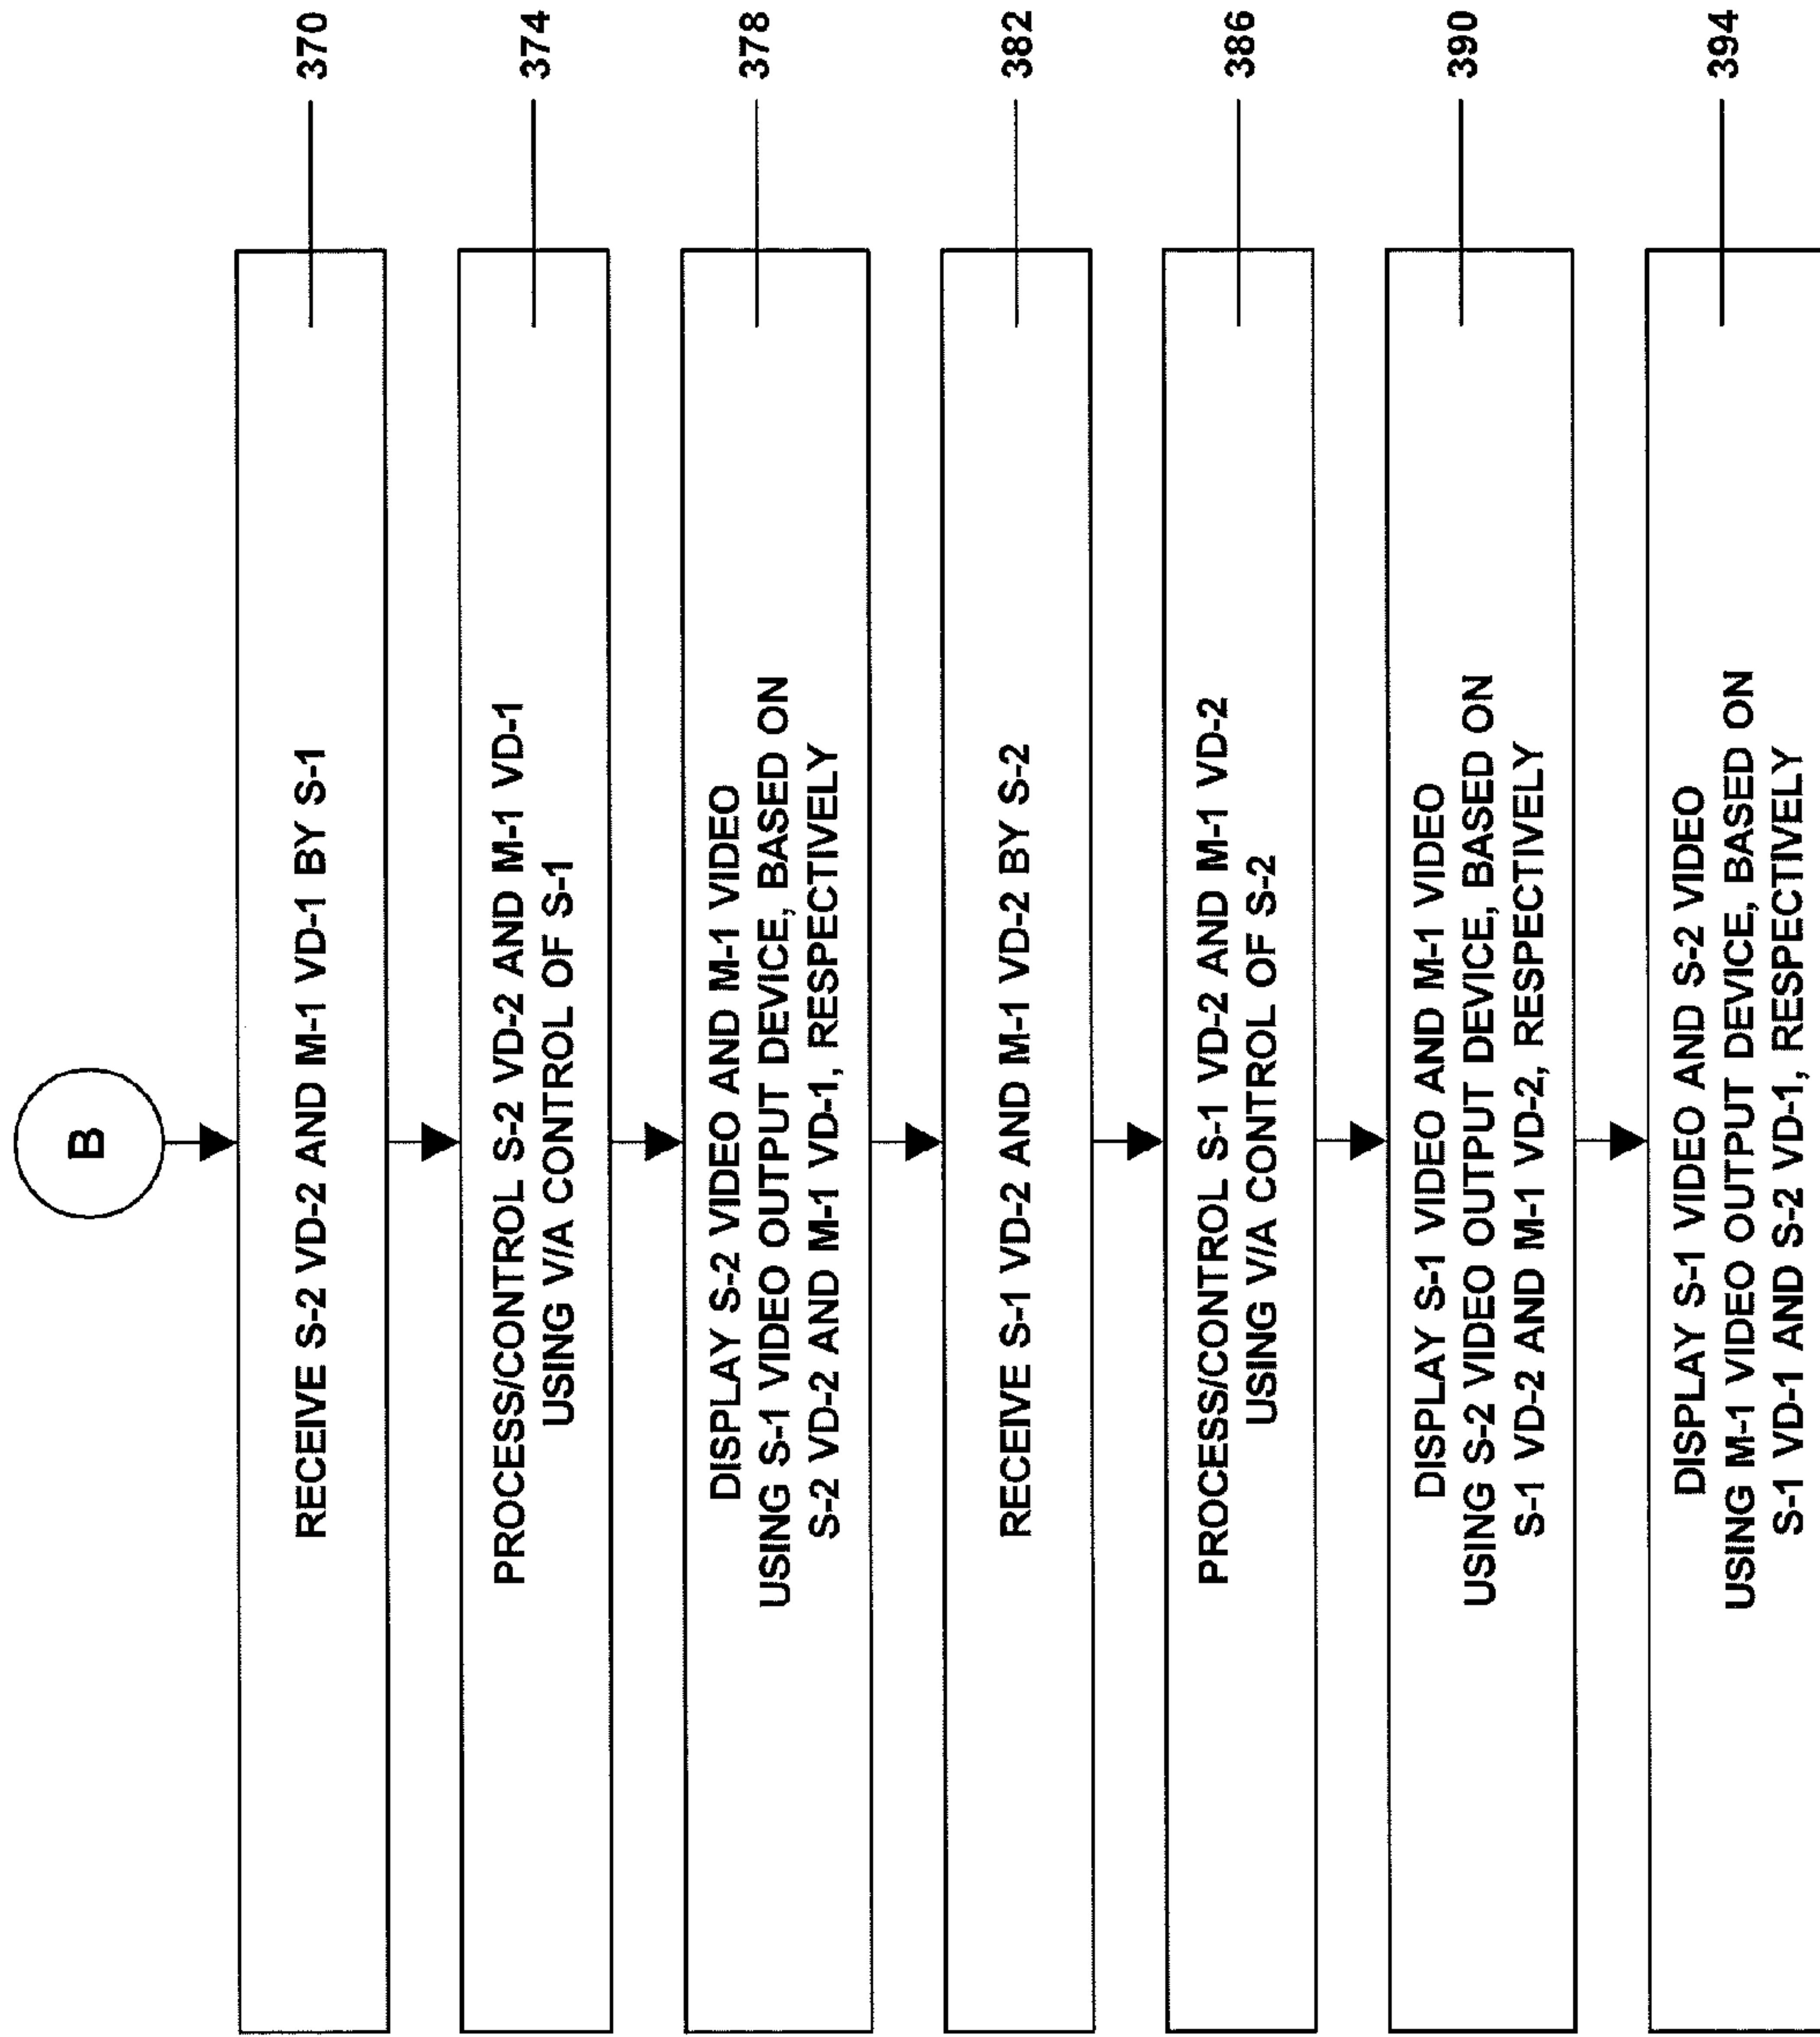 B
RECEIVE S-2 VD-2 AND M-1 VD-1 BY S-1
370
PROCESS/CONTROL S-2 VD-2 AND M-1 VD-1
USING V/A CONTROL OF S-1
374
DISPLAY S-2 VIDEO AND M-1 VIDEO
USING S-1 VIDEO OUTPUT DEVICE, BASED ON
S-2 VD-2 AND M-1 VD-1, RESPECTIVELY
378
RECEIVE S-1 VD-2 AND M-1 VD-2 BY S-2
382
PROCESS/CONTROL S-1 VD-2 AND M-1 VD-2
USING V/A CONTROL OF S-2
386
DISPLAY S-1 VIDEO AND M-1 VIDEO
USING S-2 VIDEO OUTPUT DEVICE, BASED ON
S-1 VD-2 AND M-1 VD-2, RESPECTIVELY
390
DISPLAY S-1 VIDEO AND S-2 VIDEO
USING M-1 VIDEO OUTPUT DEVICE, BASED ON
S-1 VD-1 AND S-2 VD-1, RESPECTIVELY
394